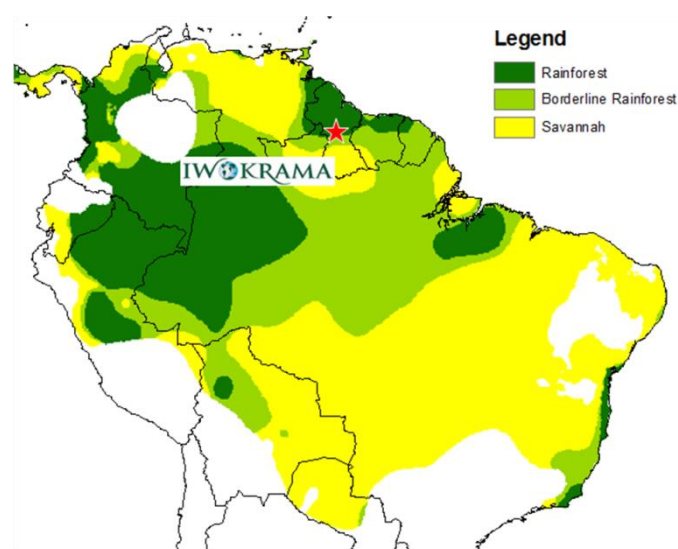 Legend
Rainforest
Borderline Rainforest
Savannah
IWOKRAMA